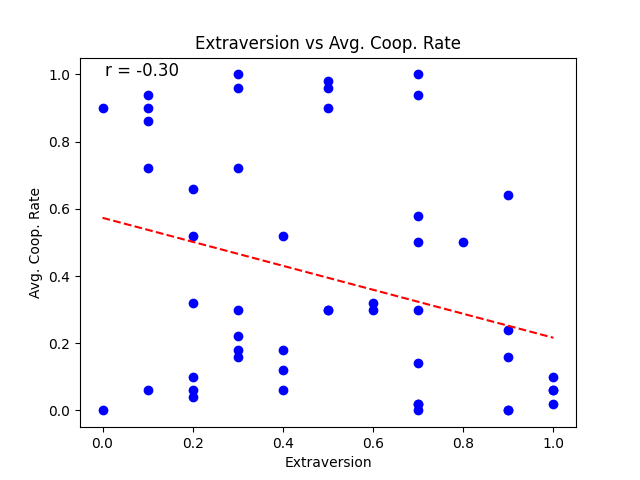 Extraversion vs Avg. Coop. Rate
r = -0.30
Avg. Coop. Rate
1.0
0.8
0.6
0.4
0.2
0.0
0.0 0.2 0.4 0.6 0.8 1.0
Extraversion